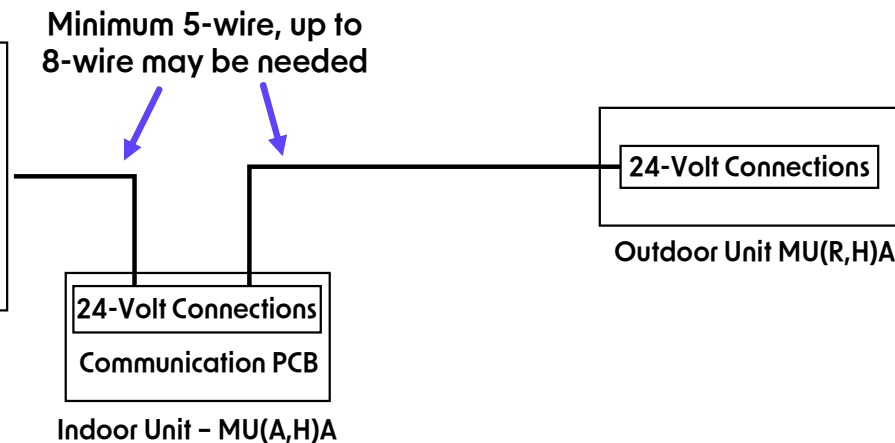 Minimum 5-wire, up to
8-wire may be needed
24-Volt Connections
Outdoor Unit MU(R,H)A
24-Volt Connections
Communication PCB
Indoor Unit – MU(A,H)A